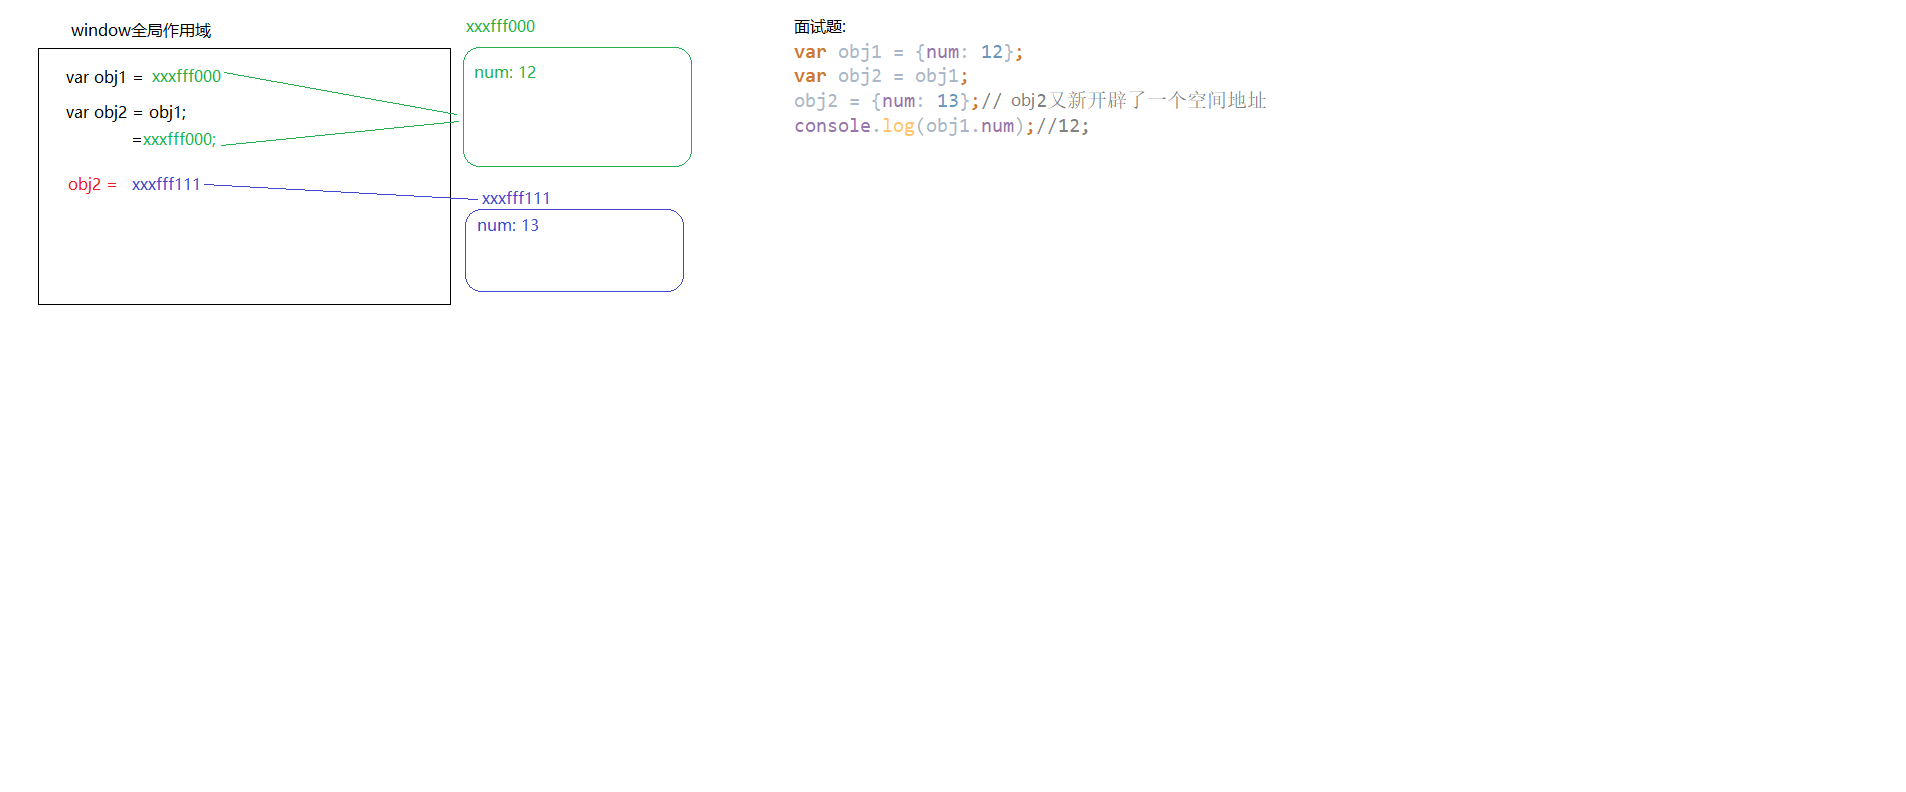 window全局作用域
var obj1 = xxxfff000
var obj2 = obj1;
=xxxfff000;
obj2 = xxxfff111
xxxfff000
num: 12
xxxfff111
num: 13
面试题:
var obj1 = {num: 12};
var obj2 = obj1;
obj2 = {num: 13};// obj2又新开辟了一个空间地址
console.log(obj1.num);//12;